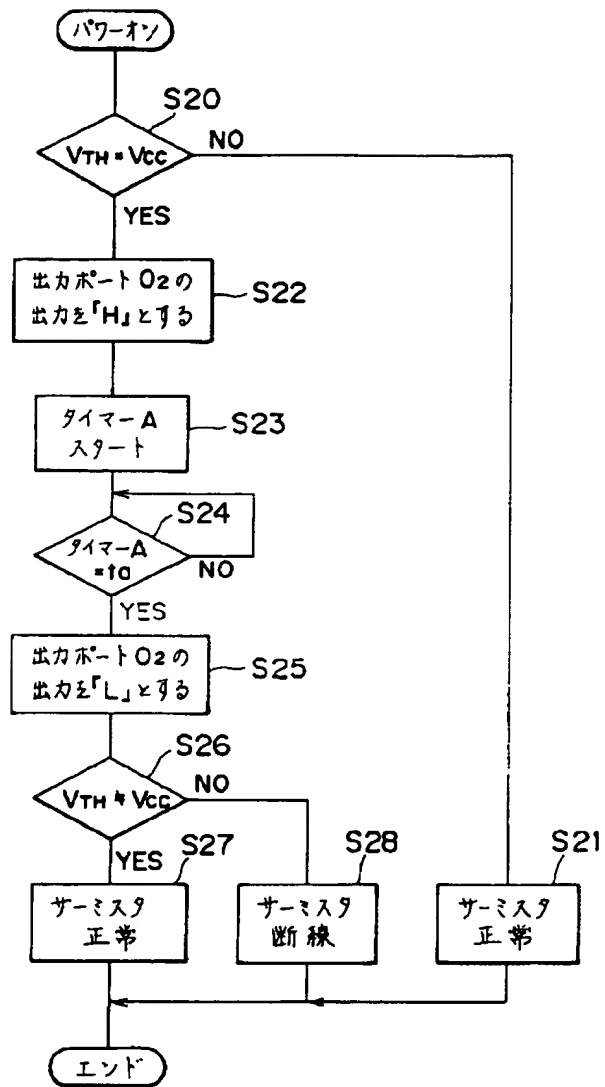 パワーオン
S20
VTH = VCC
NO
YES
出力ポート O2の
出力を『H』とする
S22
タイマーA
スタート
S23
S24
タイマーA
=ta
NO
YES
出力ポート O2の
出力を『L』とする
S25
S26
VTH ≠ VCC
NO
YES
S27
サーミスタ
正常
S28
サーミスタ
断線
S21
サーミスタ
正常
エンド